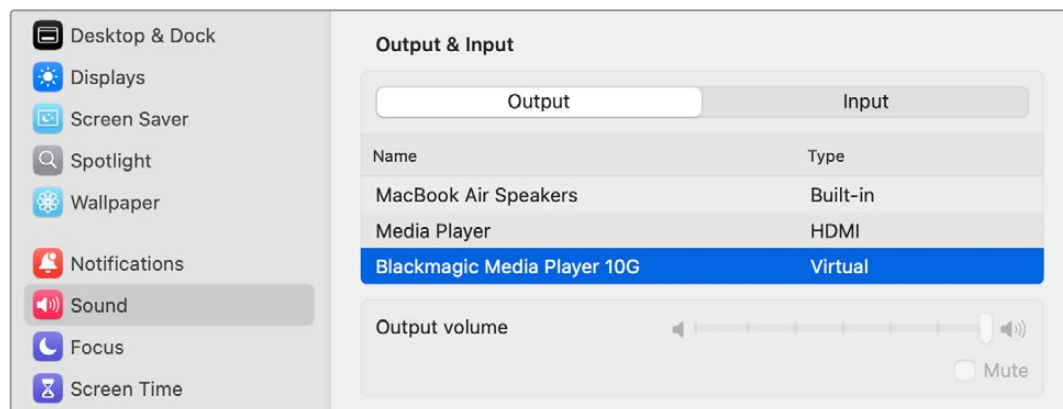 Desktop & Dock
Displays
Screen Saver
Spotlight
Wallpaper
Notifications
Sound
Focus
Screen Time
Output & Input
Output Input
Name Type
MacBook Air Speakers Built-in
Media Player HDMI
Blackmagic Media Player 10G Virtual
Output volume
Mute